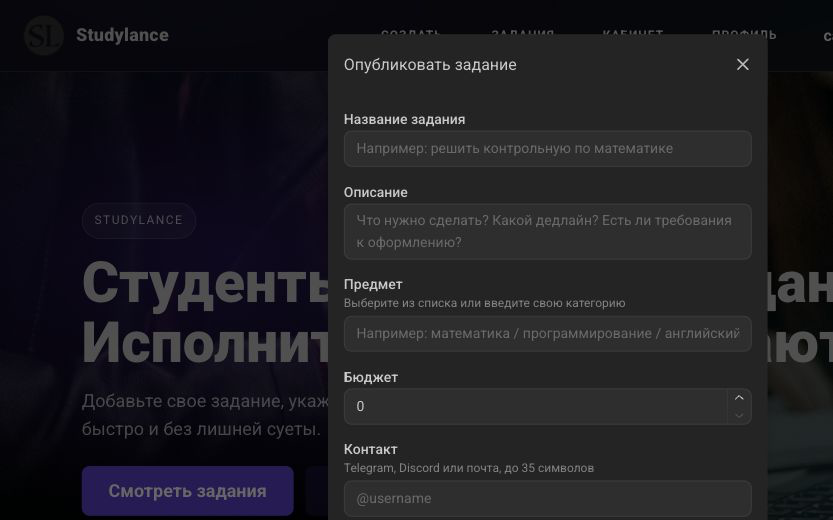 SL
Studylance
СОЗДАТЬ ЗАДАНИЯ КАБИНЕТ ПРОФИЛЬ
Опубликовать задание
Название задания
Например: решить контрольную по математике
Описание
Что нужно сделать? Какой дедлайн? Есть ли требования
к оформлению?
Предмет
Выберите из списка или введите свою категорию
Например: математика / программирование / английский
Бюджет
0
Контакт
Telegram, Discord или почта, до 35 символов
@username
STUDYLANCE
Студенты
Исполнит
Добавьте свое задание, укаж
быстро и без лишней суеты.
Смотреть задания